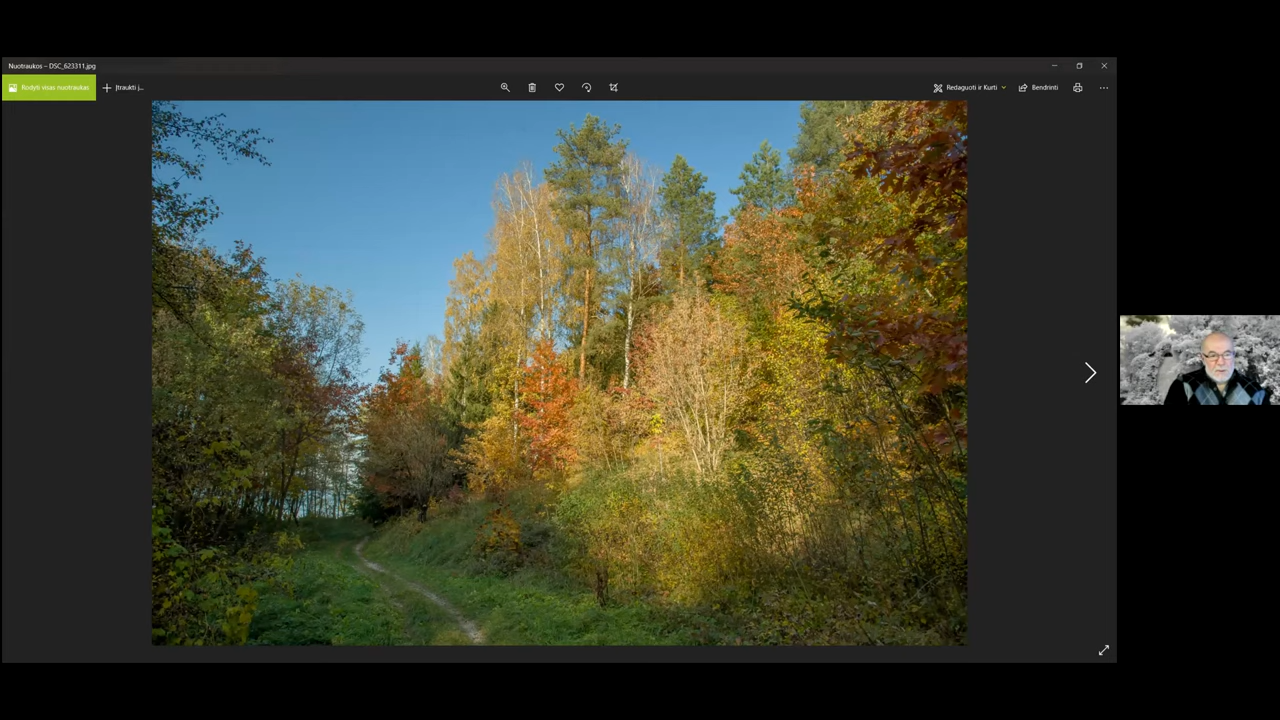 Nuotraukos – DSC_623311.jpg
Rodyti visas nuotraukas
Įtraukti į...
Redaguoti ir Kurti
Bendrinti